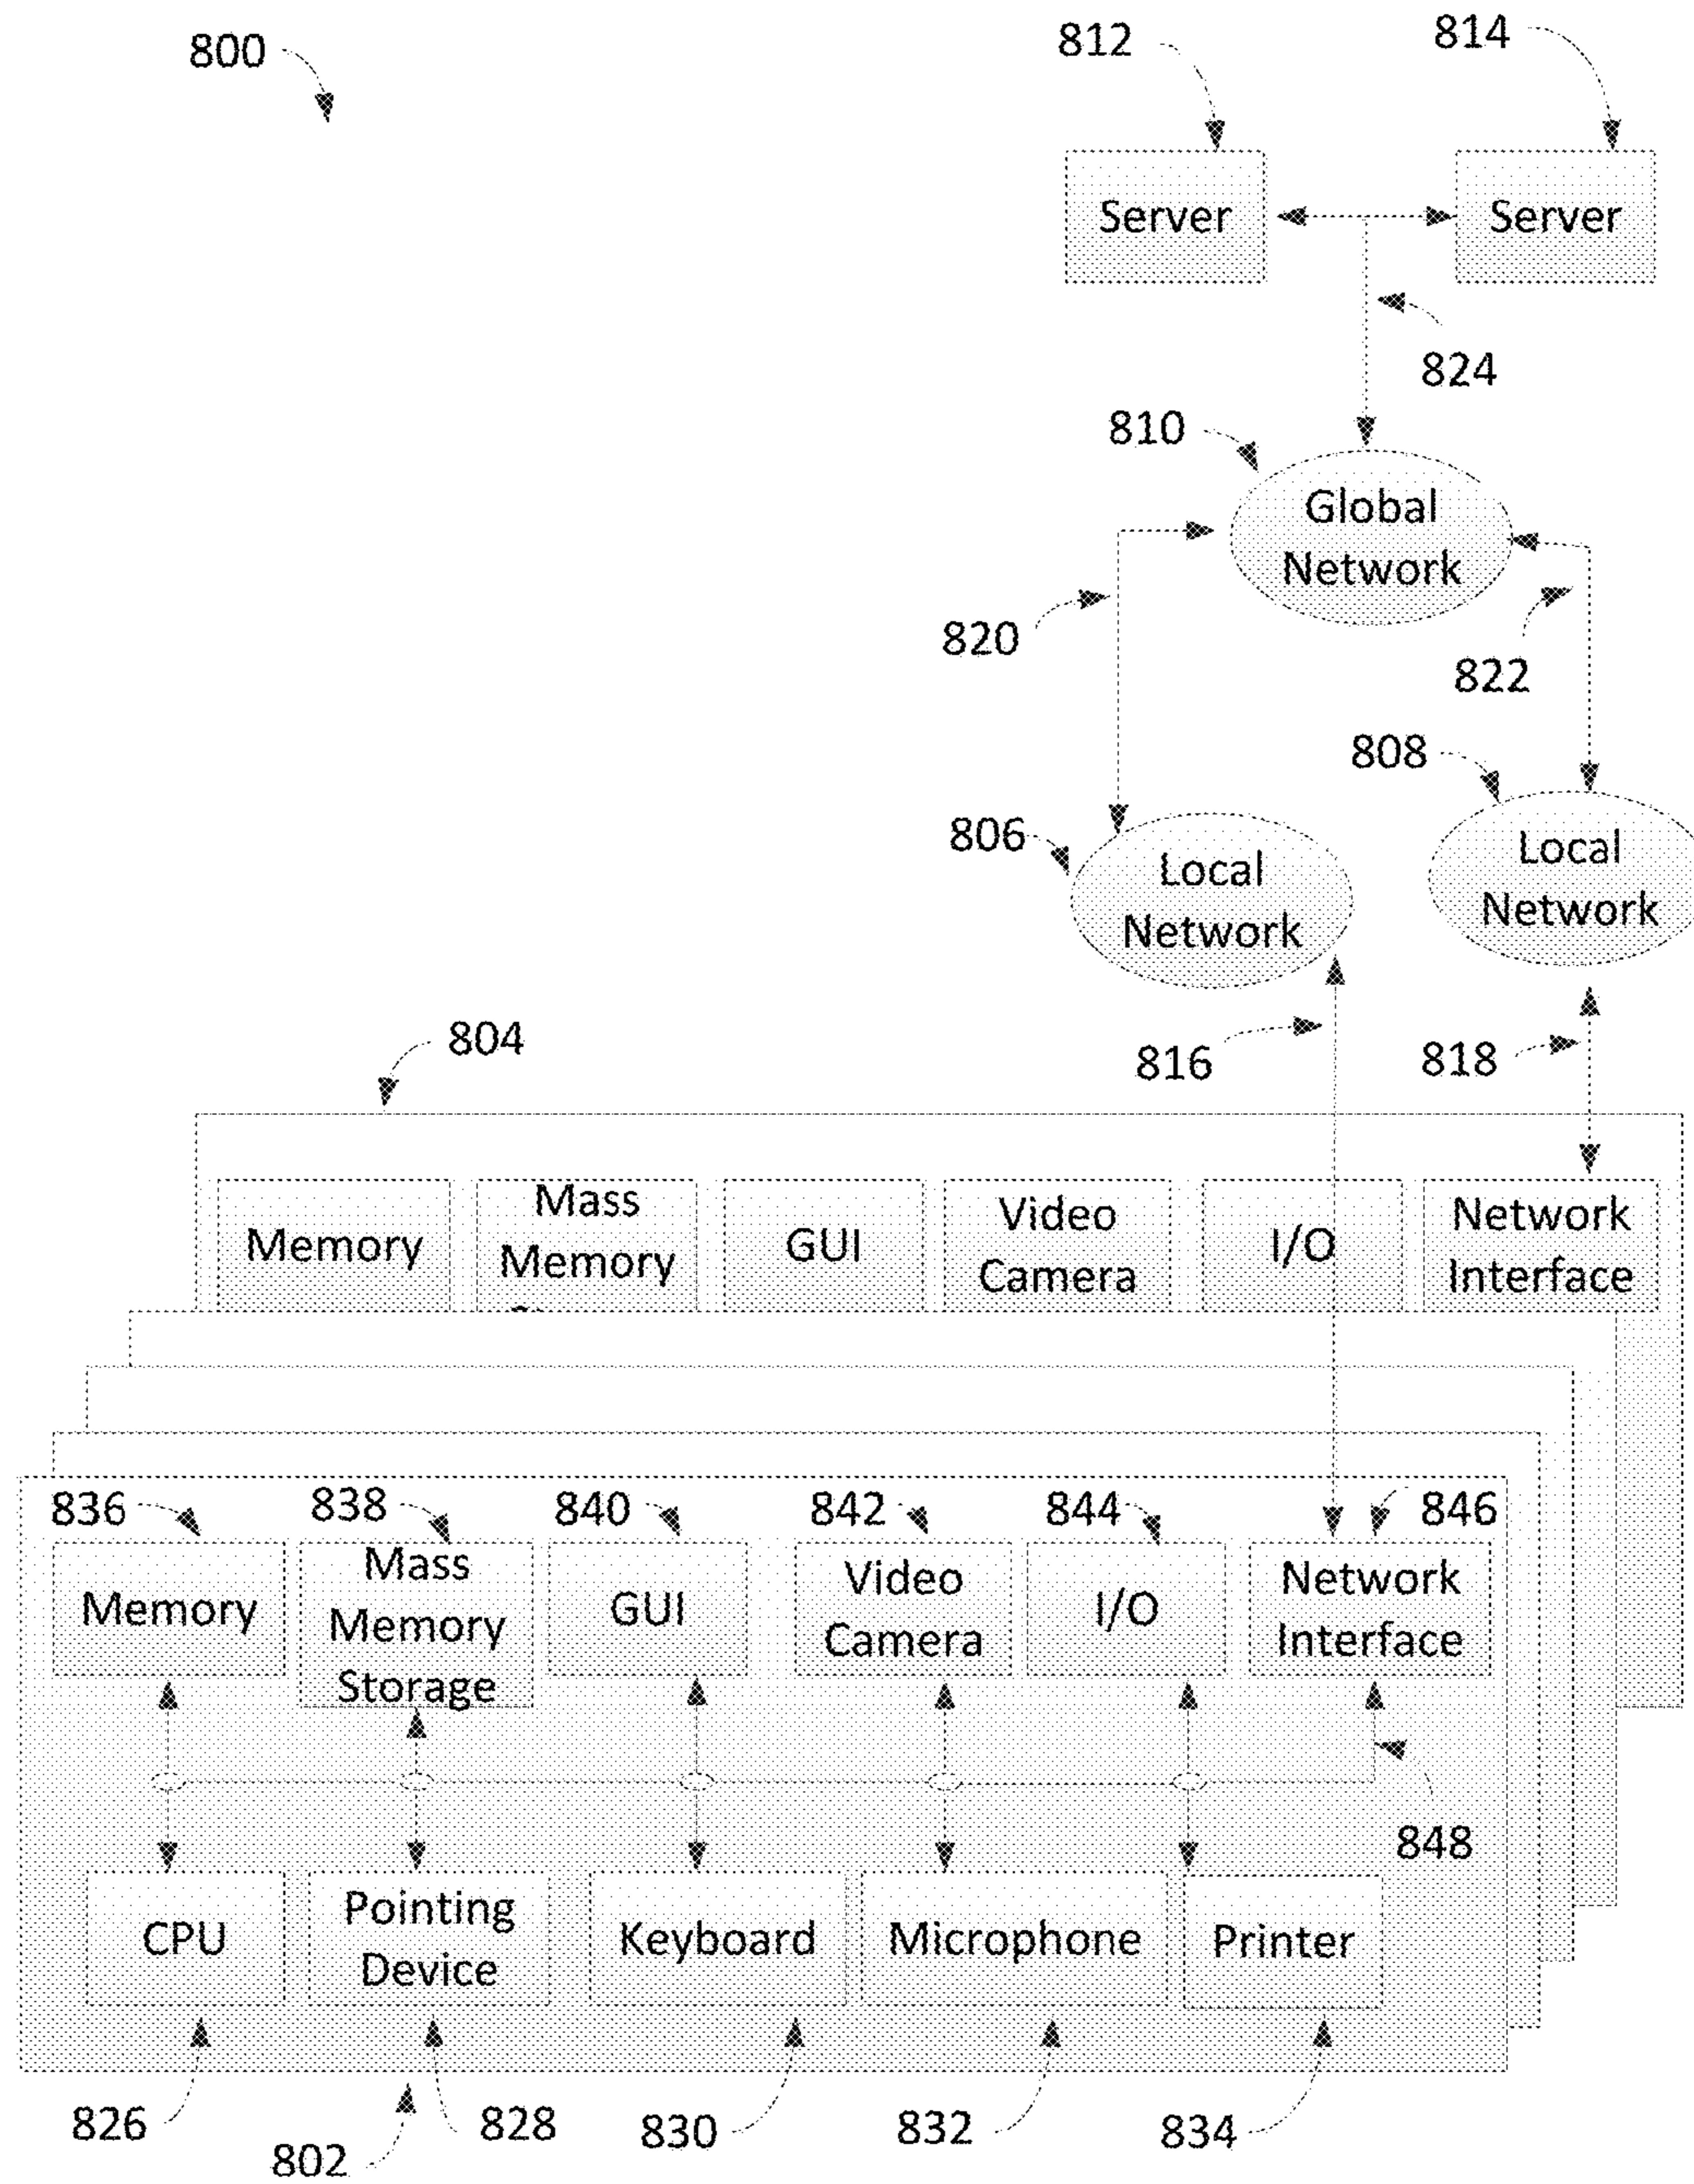 800
812
814
Server
Server
824
810
Global
Network
820
822
808
806
Local
Network
Local
Network
804
816
818
Memory
Mass
Memory
GUI
Video
Camera
I/O
Network
Interface
836
838
840
842
844
846
Memory
Mass
Memory
Storage
GUI
Video
Camera
I/O
Network
Interface
848
CPU
Pointing
Device
Keyboard
Microphone
Printer
826
802
828
830
832
834